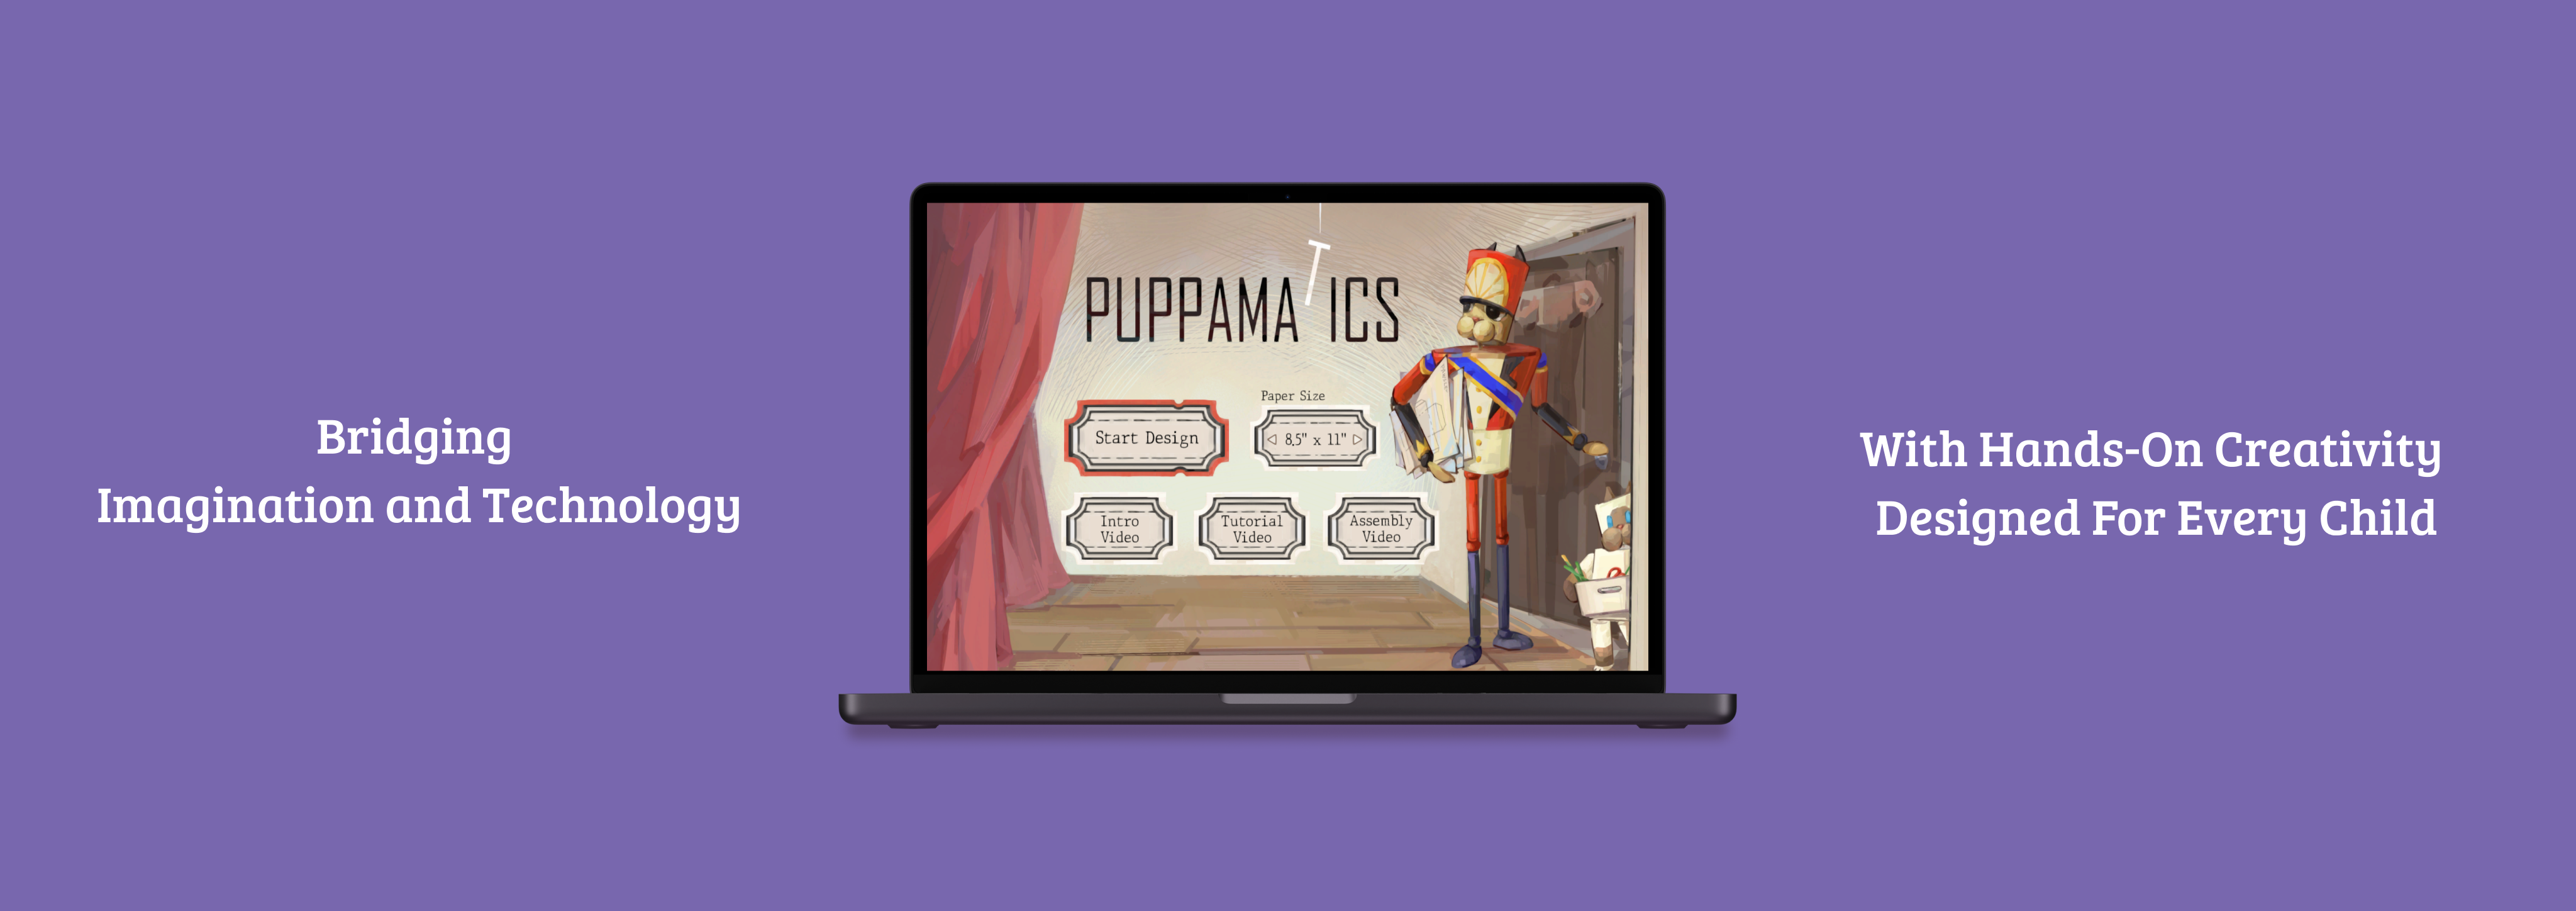 Bridging
Imagination and Technology
PUPPAMATICS
Paper Size
Start Design
8,5" x 11"
Intro
Video
Tutorial
Video
Assembly
Video
With Hands-On Creativity
Designed For Every Child